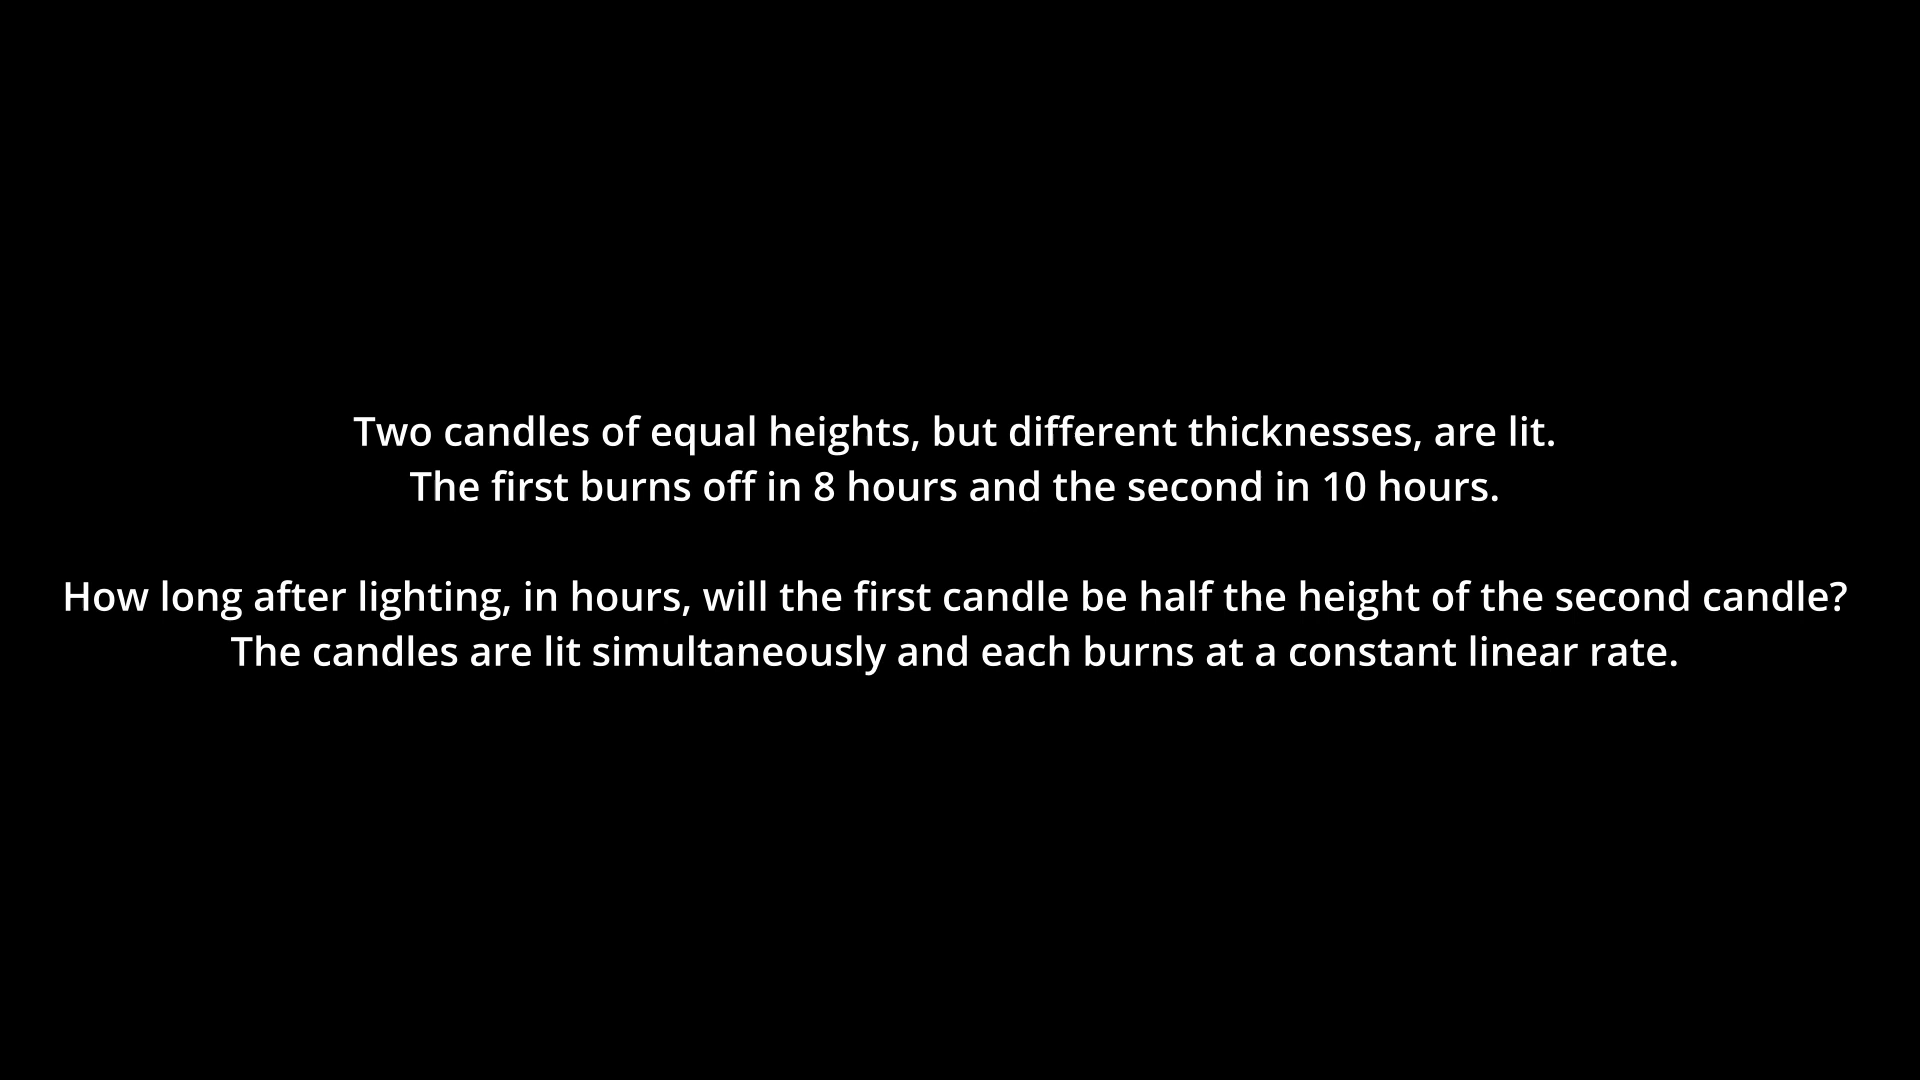 Two candles of equal heights, but different thicknesses, are lit.
The first burns off in 8 hours and the second in 10 hours.
How long after lighting, in hours, will the first candle be half the height of the second candle?
The candles are lit simultaneously and each burns at a constant linear rate.